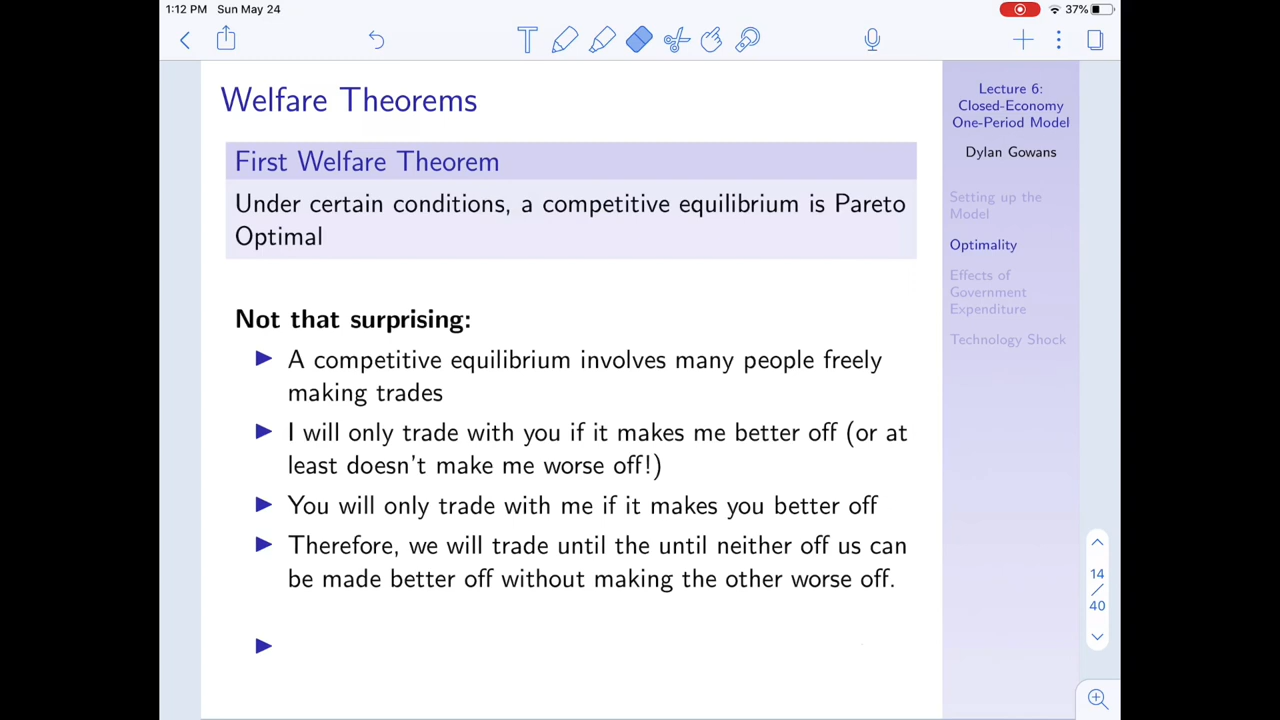 1:12 PM Sun May 24
37%
Welfare Theorems
First Welfare Theorem
Under certain conditions, a competitive equilibrium is Pareto
Optimal
Not that surprising:
▶ A competitive equilibrium involves many people freely
making trades
▶ I will only trade with you if it makes me better off (or at
least doesn't make me worse off!)
▶ You will only trade with me if it makes you better off
▶ Therefore, we will trade until the until neither off us can
be made better off without making the other worse off.
▶
Lecture 6:
Closed-Economy
One-Period Model
Dylan Gowans
Setting up the
Model
Optimality
Effects of
Government
Expenditure
Technology Shock
14
/
40